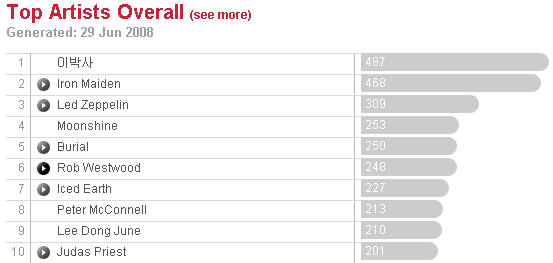 Top Artists Overall (see more)
Generated: 29 Jun 2008
1 이박사 487
2 Iron Maiden 468
3 Led Zeppelin 309
4 Moonshine 253
5 Burial 250
6 Rob Westwood 248
7 Iced Earth 227
8 Peter McConnell 213
9 Lee Dong June 210
10 Judas Priest 201